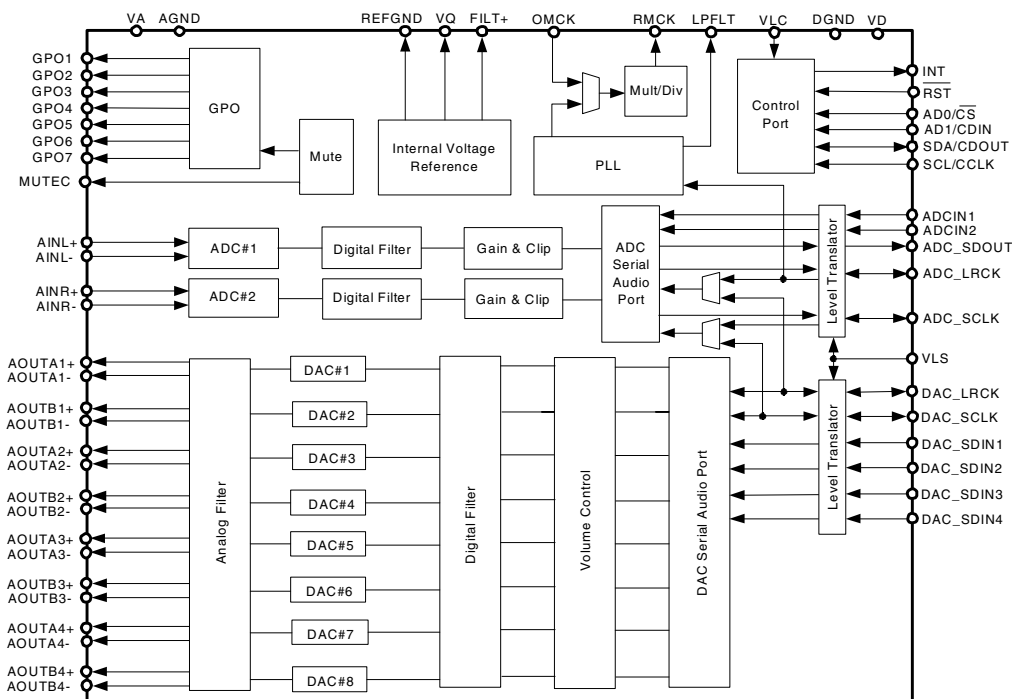 VA AGND REFGND VQ FILT+ OMCK RMCK LPFLT VLC DGND VD
GPO1
GPO2
GPO3
GPO4
GPO5
GPO6
GPO7
MUTEC
GPO
Mute
Internal Voltage
Reference
Mult/Div
PLL
Control
Port
INT
RST
AD0/CS
AD1/CDIN
SDA/CDOUT
SCL/CCLK
AINL+
AINL-
AINR+
AINR-
ADC#1
Digital Filter
Gain & Clip
ADC#2
Digital Filter
Gain & Clip
ADC
Serial
Audio
Port
Level Translator
ADCIN1
ADCIN2
ADC_SDOUT
ADC_LRCK
ADC_SCLK
VLS
AOUTA1+
AOUTA1-
AOUTB1+
AOUTB1-
AOUTA2+
AOUTA2-
AOUTB2+
AOUTB2-
AOUTA3+
AOUTA3-
AOUTB3+
AOUTB3-
AOUTA4+
AOUTA4-
AOUTB4+
AOUTB4-
Analog Filter
DAC#1
DAC#2
DAC#3
DAC#4
DAC#5
DAC#6
DAC#7
DAC#8
Digital Filter
Volume Control
DAC Serial Audio Port
Level Translator
DAC_LRCK
DAC_SCLK
DAC_SDIN1
DAC_SDIN2
DAC_SDIN3
DAC_SDIN4